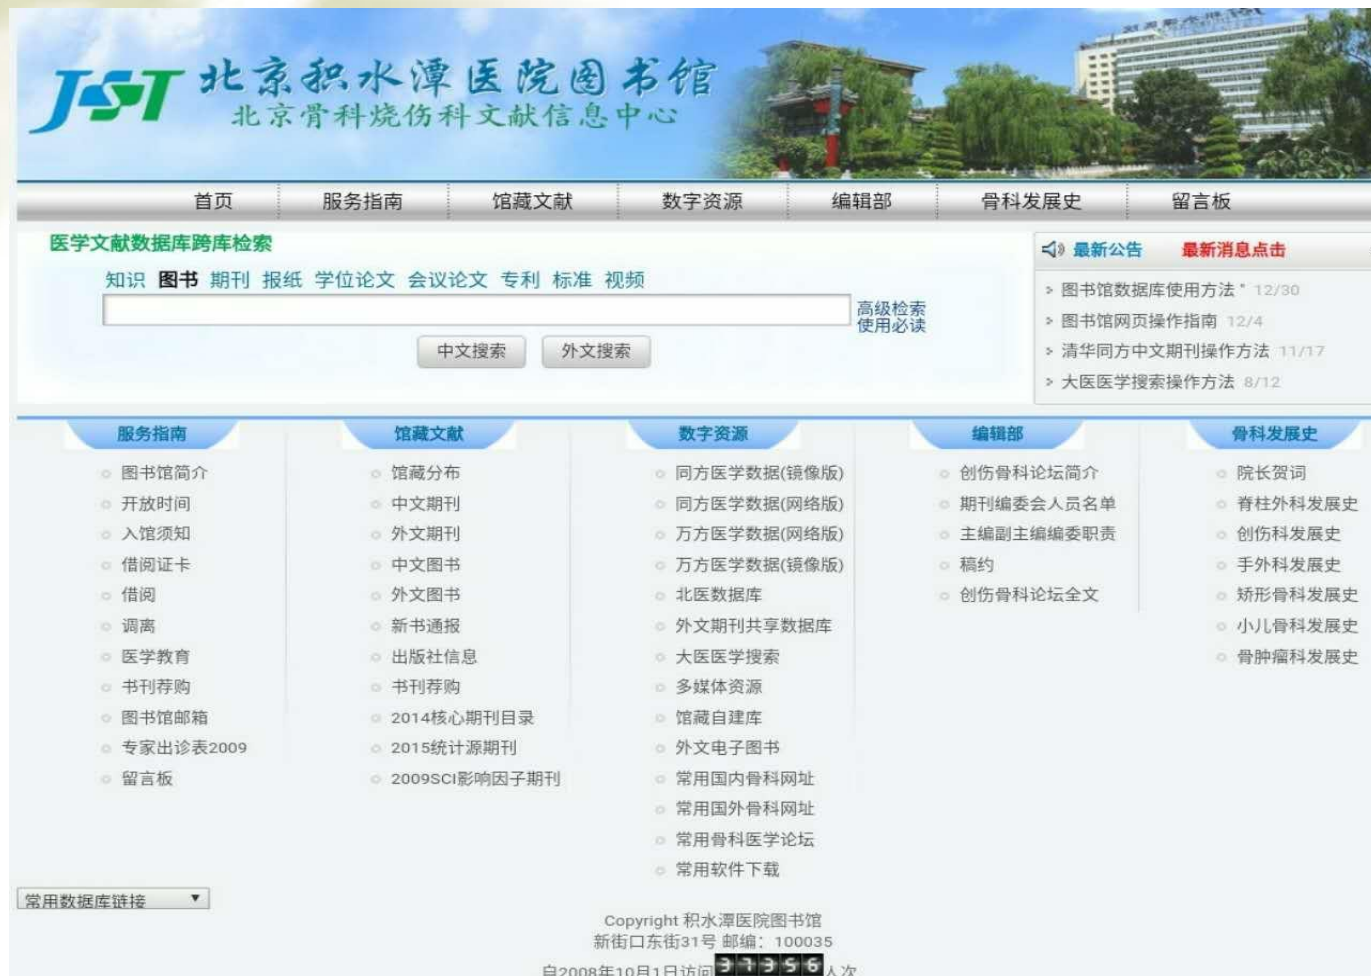 JST 北京积水潭医院图书馆
北京骨科烧伤科文献信息中心
首页 服务指南 馆藏文献 数字资源 编辑部 骨科发展史 留言板
医学文献数据库跨库检索
知识 图书 期刊 报纸 学位论文 会议论文 专利 标准 视频
高级检索
使用必读
中文搜索 外文搜索
最新公告 最新消息点击
图书馆数据库使用方法" 12/30
图书馆网页操作指南 12/4
清华同方中文期刊操作方法 11/17
大医医学搜索操作方法 8/12
服务指南
图书馆简介
开放时间
入馆须知
借阅证卡
借阅
调离
医学教育
书刊荐购
图书馆邮箱
专家出诊表2009
留言板
馆藏文献
馆藏分布
中文期刊
外文期刊
中文图书
外文图书
新书通报
出版社信息
书刊荐购
2014核心期刊目录
2015统计源期刊
2009SCI影响因子期刊
数字资源
同方医学数据(镜像版)
同方医学数据(网络版)
万方医学数据(网络版)
万方医学数据(镜像版)
北医数据库
外文期刊共享数据库
大医医学搜索
多媒体资源
馆藏自建库
外文电子图书
常用国内骨科网址
常用国外骨科网址
常用骨科医学论坛
常用软件下载
编辑部
创伤骨科论坛简介
期刊编委会人员名单
主编副主编编委职责
稿约
创伤骨科论坛全文
骨科发展史
院长贺词
脊柱外科发展史
创伤科发展史
手外科发展史
矫形骨科发展史
小儿骨科发展史
骨肿瘤科发展史
常用数据库链接
Copyright 积水潭医院图书馆
新街口东街31号 邮编：100035
自2008年10月1日访问37356人次